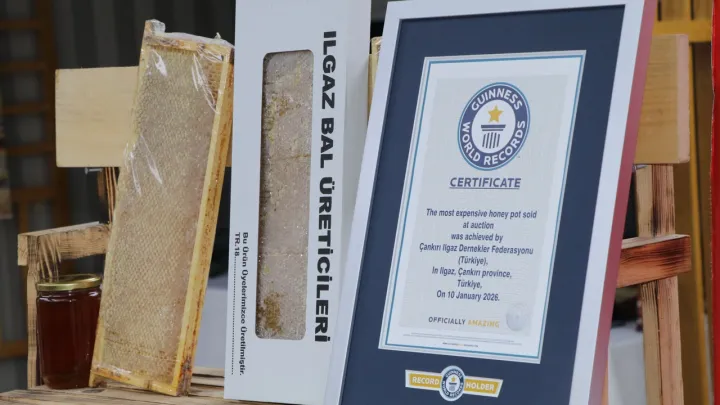 ILGAZ BAL ÜRETİCİLERİ
Bu Ürün Üyelerimizce Üretilmiştir.
TR.18
GUINNESS
WORLD RECORDS
CERTIFICATE
The most expensive honey pot sold
at auction
was achieved by
Çankırı Ilgaz Dernekler Federasyonu
(Türkiye),
In Ilgaz, Çankırı province,
Türkiye,
On 10 January 2026.
OFFICIALLY AMAZING
RECORD HOLDER